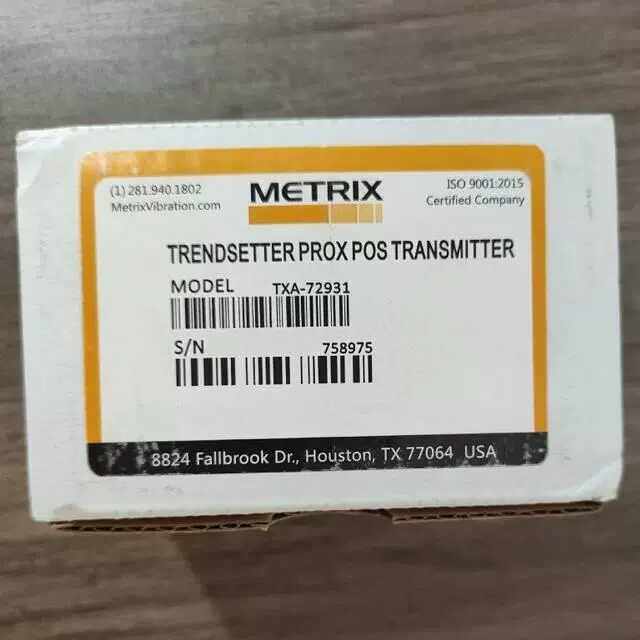 (1) 281.940.1802
MetrixVibration.com
METRIX
ISO 9001:2015
Certified Company
TRENDSETTER PROX POS TRANSMITTER
MODEL TXA-72931
S/N 758975
8824 Fallbrook Dr., Houston, TX 77064 USA